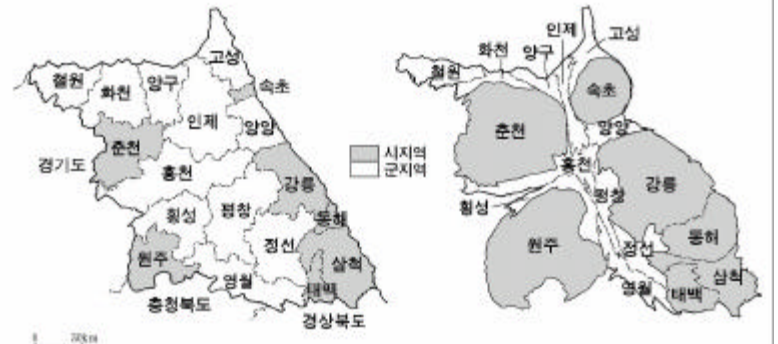 고성
철원
화천
양구
속초
인제
양양
춘천
경기도
홍천
강릉
횡성
평창
동해
정선
원주
삼척
영월
태백
충청북도
경상북도
시지역
군지역
인제
고성
양구
화천
철원
속초
춘천
양양
홍천
강릉
평창
횡성
동해
원주
정선
삼척
영월
태백